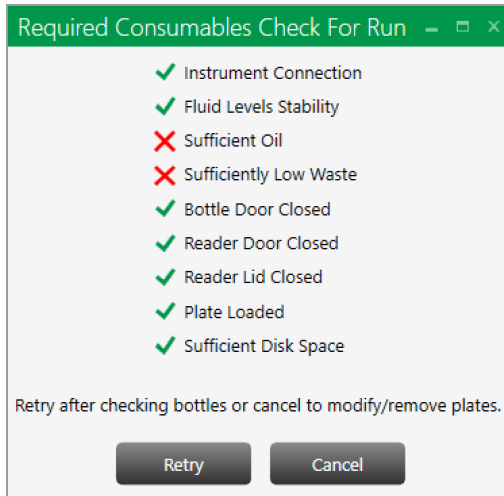 Required Consumables Check For Run
Instrument Connection
Fluid Levels Stability
Sufficient Oil
Sufficiently Low Waste
Bottle Door Closed
Reader Door Closed
Reader Lid Closed
Plate Loaded
Sufficient Disk Space
Retry after checking bottles or cancel to modify/remove plates.
Retry Cancel